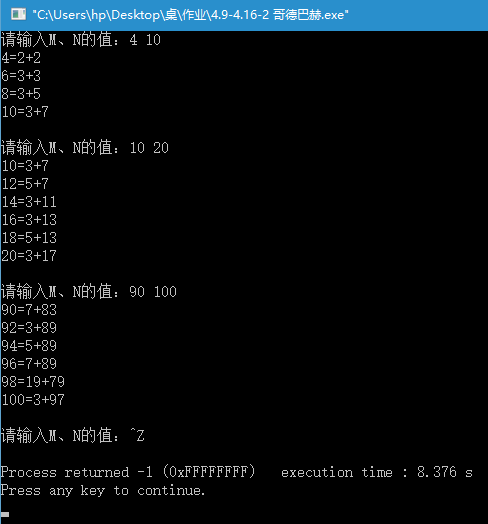 "C:\Users\hp\Desktop\桌\作业\4.9-4.16-2 哥德巴赫.exe"
请输入M、N的值：4 10
4=2+2
6=3+3
8=3+5
10=3+7
请输入M、N的值：10 20
10=3+7
12=5+7
14=3+11
16=3+13
18=5+13
20=3+17
请输入M、N的值：90 100
90=7+83
92=3+89
94=5+89
96=7+89
98=19+79
100=3+97
请输入M、N的值：^Z
Process returned -1 (0xFFFFFFFF)   execution time : 8.376 s
Press any key to continue.